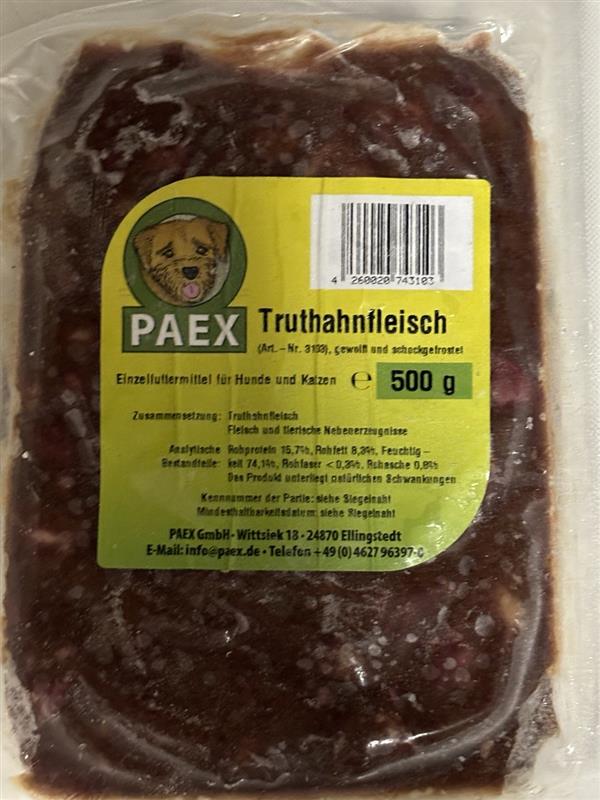 4 260020 743103
PAEX
Truthahnfleisch
(Art.-Nr. 3103), gewolft und schockgefrostet
Einzelfuttermittel für Hunde und Katzen ℮ 500 g
Zusammensetzung: Truthahnfleisch
Fleisch und tierische Nebenerzeugnisse
Analytische Rohprotein 15,7%, Rohfett 8,3%, Feuchtig-
Bestandteile: keit 74,1%, Rohfaser <0,3%, Rohasche 0,8%
Das Produkt unterliegt natürlichen Schwankungen
Kennnummer der Partie: siehe Siegelnaht
Mindesthaltbarkeitsdatum: siehe Siegelnaht
PAEX GmbH • Wittsiek 18 • 24870 Ellingstedt
E-Mail: info@paex.de • Telefon +49 (0) 4627 96397-0